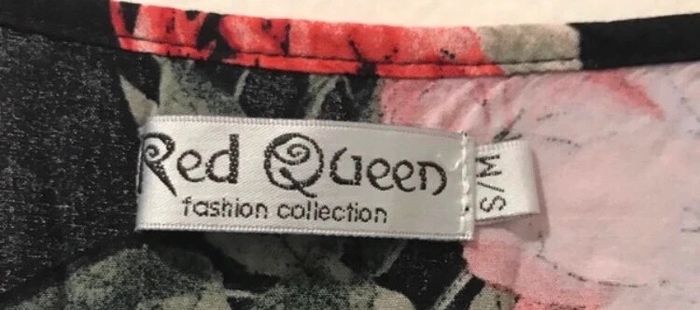 Red Queen
fashion collection
M/S